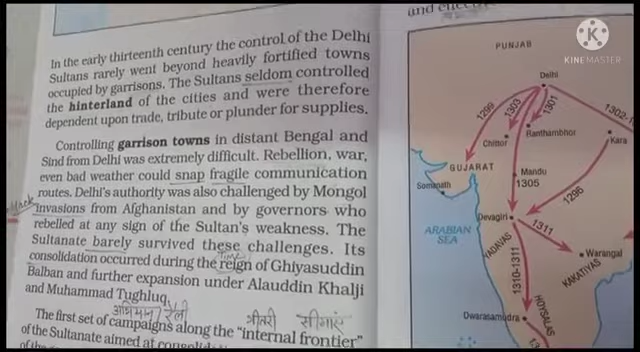 In the early thirteenth century the control of the Delhi
Sultans rarely went beyond heavily fortified towns
occupied by garrisons. The Sultans seldom controlled
the hinterland of the cities and were therefore
dependent upon trade, tribute or plunder for supplies.
Controlling garrison towns in distant Bengal and
Sind from Delhi was extremely difficult. Rebellion, war,
even bad weather could snap fragile communication
routes. Delhi's authority was also challenged by Mongol
invasions from Afghanistan and by governors who
rebelled at any sign of the Sultan's weakness. The
Sultanate barely survived these challenges. Its
consolidation occurred during the reign of Ghiyasuddin
Balban and further expansion under Alauddin Khalji
and Muhammad Tughluq.
अभियान
भीतरी सीमाएं
The first set of campaigns along the "internal frontier"
of the Sultanate aimed at
and
PUNJAB
Delhi
1299
1303
1301
1302-1
Chittor
Ranthambhor
Kara
GUJARAT
Mandu
1305
Somnath
1296
Devagiri
ARABIAN
SEA
1311
YADAVAS
Warangal
KAKATIYAS
1310-1311
HOYSALAS
Dwarasamudra
KINEMASTER